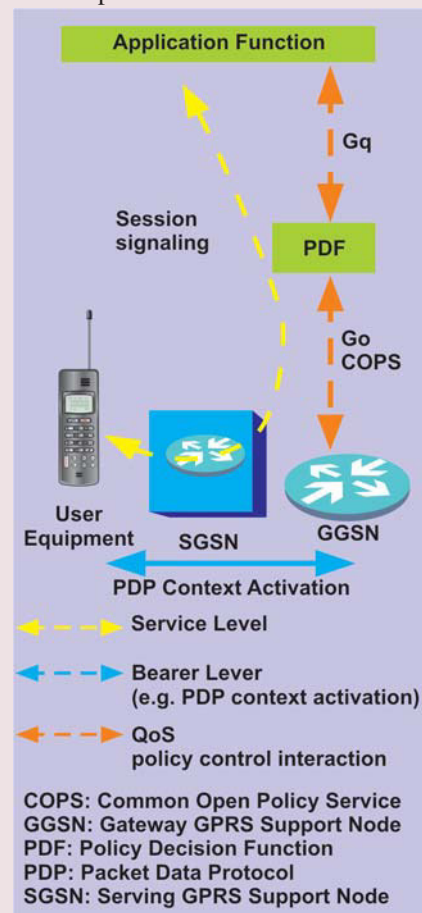 Application Function
Gq
Session
signaling
PDF
Go
COPS
User
Equipment
SGSN
GGSN
PDP Context Activation
Service Level
Bearer Lever
(e.g. PDP context activation)
QoS
policy control interaction
COPS: Common Open Policy Service
GGSN: Gateway GPRS Support Node
PDF: Policy Decision Function
PDP: Packet Data Protocol
SGSN: Serving GPRS Support Node